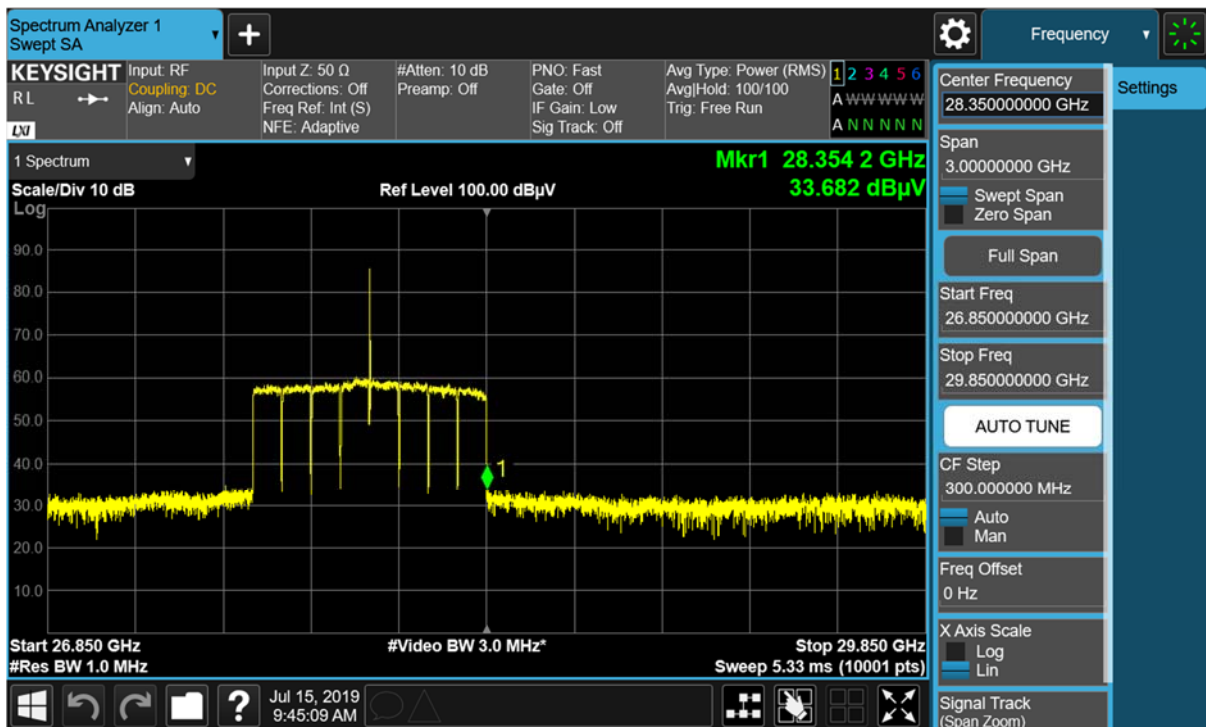 Spectrum Analyzer 1
Swept SA
Frequency
KEYSIGHT
R L
LXI
Input: RF
Coupling: DC
Align: Auto
Input Z: 50 Ω
Corrections: Off
Freq Ref: Int (S)
NFE: Adaptive
#Atten: 10 dB
Preamp: Off
PNO: Fast
Gate: Off
IF Gain: Low
Sig Track: Off
Avg Type: Power (RMS)
Avg|Hold: 100/100
Trig: Free Run
1 2 3 4 5 6
A W W W W W
A N N N N N
1 Spectrum
Mkr1 28.354 2 GHz
33.682 dBµV
Scale/Div 10 dB
Ref Level 100.00 dBµV
Log
90.0
80.0
70.0
60.0
50.0
40.0
30.0
20.0
10.0
1
Start 26.850 GHz
#Video BW 3.0 MHz*
Stop 29.850 GHz
#Res BW 1.0 MHz
Sweep 5.33 ms (10001 pts)
?
Jul 15, 2019
9:45:09 AM
Center Frequency
28.350000000 GHz
Span
3.00000000 GHz
Swept Span
Zero Span
Full Span
Start Freq
26.850000000 GHz
Stop Freq
29.850000000 GHz
AUTO TUNE
CF Step
300.000000 MHz
Auto
Man
Freq Offset
0 Hz
X Axis Scale
Log
Lin
Signal Track
(Span Zoom)
Settings